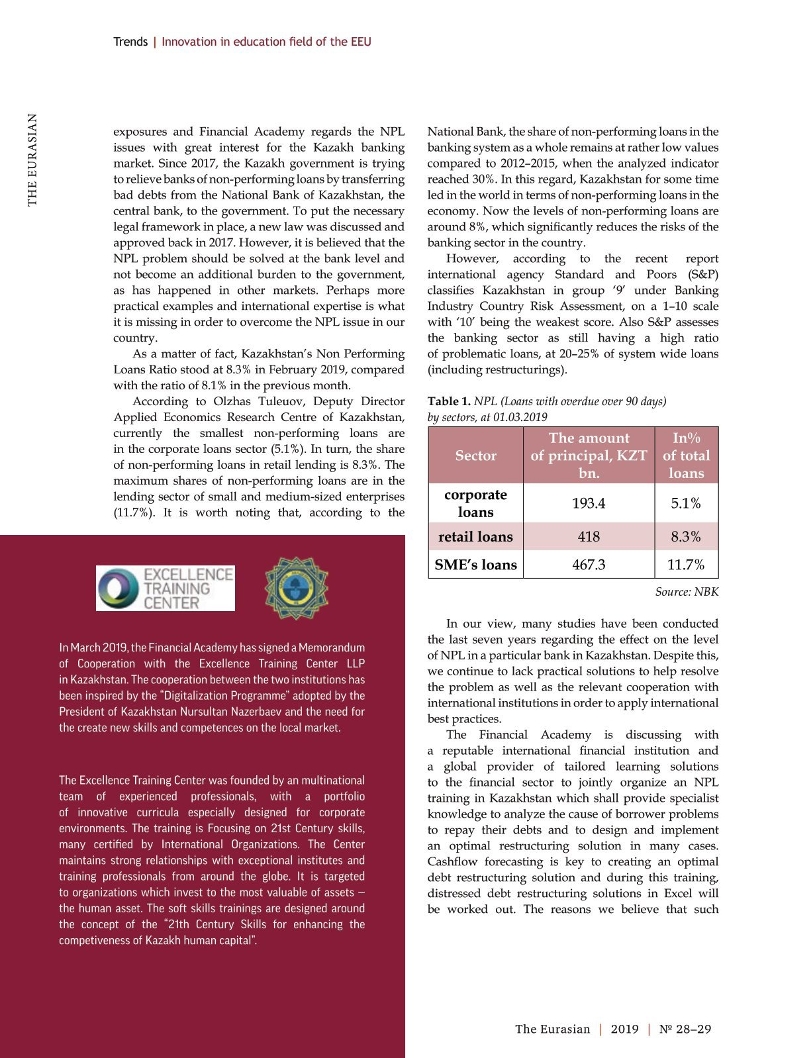 Trends | Innovation in education field of the EEU
THE EURASIAN
exposures and Financial Academy regards the NPL
issues with great interest for the Kazakh banking
market. Since 2017, the Kazakh government is trying
to relieve banks of non-performing loans by transferring
bad debts from the National Bank of Kazakhstan, the
central bank, to the government. To put the necessary
legal framework in place, a new law was discussed and
approved back in 2017. However, it is believed that the
NPL problem should be solved at the bank level and
not become an additional burden to the government,
as has happened in other markets. Perhaps more
practical examples and international expertise is what
it is missing in order to overcome the NPL issue in our
country.
As a matter of fact, Kazakhstan's Non Performing
Loans Ratio stood at 8.3% in February 2019, compared
with the ratio of 8.1% in the previous month.
According to Olzhas Tuleuov, Deputy Director
Applied Economics Research Centre of Kazakhstan,
currently the smallest non-performing loans are
in the corporate loans sector (5.1%). In turn, the share
of non-performing loans in retail lending is 8.3%. The
maximum shares of non-performing loans are in the
lending sector of small and medium-sized enterprises
(11.7%). It is worth noting that, according to the
EXCELLENCE
TRAINING
CENTER
In March 2019, the Financial Academy has signed a Memorandum
of Cooperation with the Excellence Training Center LLP
in Kazakhstan. The cooperation between the two institutions has
been inspired by the "Digitalization Programme" adopted by the
President of Kazakhstan Nursultan Nazerbaev and the need for
the create new skills and competences on the local market.
The Excellence Training Center was founded by an multinational
team of experienced professionals, with a portfolio
of innovative curricula especially designed for corporate
environments. The training is Focusing on 21st Century skills,
many certified by International Organizations. The Center
maintains strong relationships with exceptional institutes and
training professionals from around the globe. It is targeted
to organizations which invest to the most valuable of assets –
the human asset. The soft skills trainings are designed around
the concept of the "21th Century Skills for enhancing the
competiveness of Kazakh human capital".
National Bank, the share of non-performing loans in the
banking system as a whole remains at rather low values
compared to 2012–2015, when the analyzed indicator
reached 30%. In this regard, Kazakhstan for some time
led in the world in terms of non-performing loans in the
economy. Now the levels of non-performing loans are
around 8%, which significantly reduces the risks of the
banking sector in the country.
However, according to the recent report
international agency Standard and Poors (S&P)
classifies Kazakhstan in group '9' under Banking
Industry Country Risk Assessment, on a 1–10 scale
with '10' being the weakest score. Also S&P assesses
the banking sector as still having a high ratio
of problematic loans, at 20–25% of system wide loans
(including restructurings).
Table 1. NPL (Loans with overdue over 90 days)
by sectors, at 01.03.2019
Sector The amount of principal, KZT bn. In% of total loans
corporate loans 193.4 5.1%
retail loans 418 8.3%
SME's loans 467.3 11.7%
Source: NBK
In our view, many studies have been conducted
the last seven years regarding the effect on the level
of NPL in a particular bank in Kazakhstan. Despite this,
we continue to lack practical solutions to help resolve
the problem as well as the relevant cooperation with
international institutions in order to apply international
best practices.
The Financial Academy is discussing with
a reputable international financial institution and
a global provider of tailored learning solutions
to the financial sector to jointly organize an NPL
training in Kazakhstan which shall provide specialist
knowledge to analyze the cause of borrower problems
to repay their debts and to design and implement
an optimal restructuring solution in many cases.
Cashflow forecasting is key to creating an optimal
debt restructuring solution and during this training,
distressed debt restructuring solutions in Excel will
be worked out. The reasons we believe that such
The Eurasian | 2019 | № 28–29